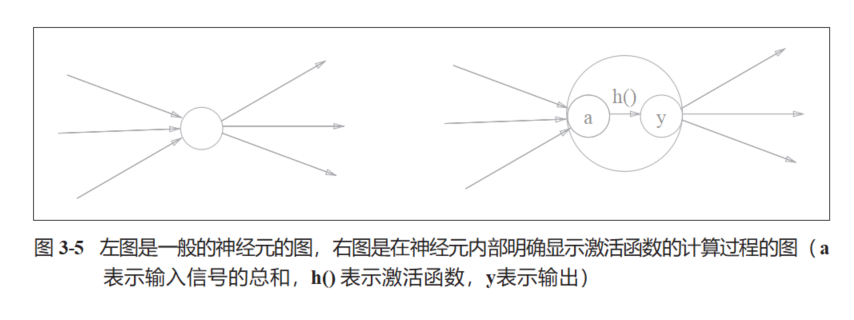 h()
a
y
图 3-5 左图是一般的神经元的图，右图是在神经元内部明确显示激活函数的计算过程的图（a
表示输入信号的总和，h() 表示激活函数，y表示输出）